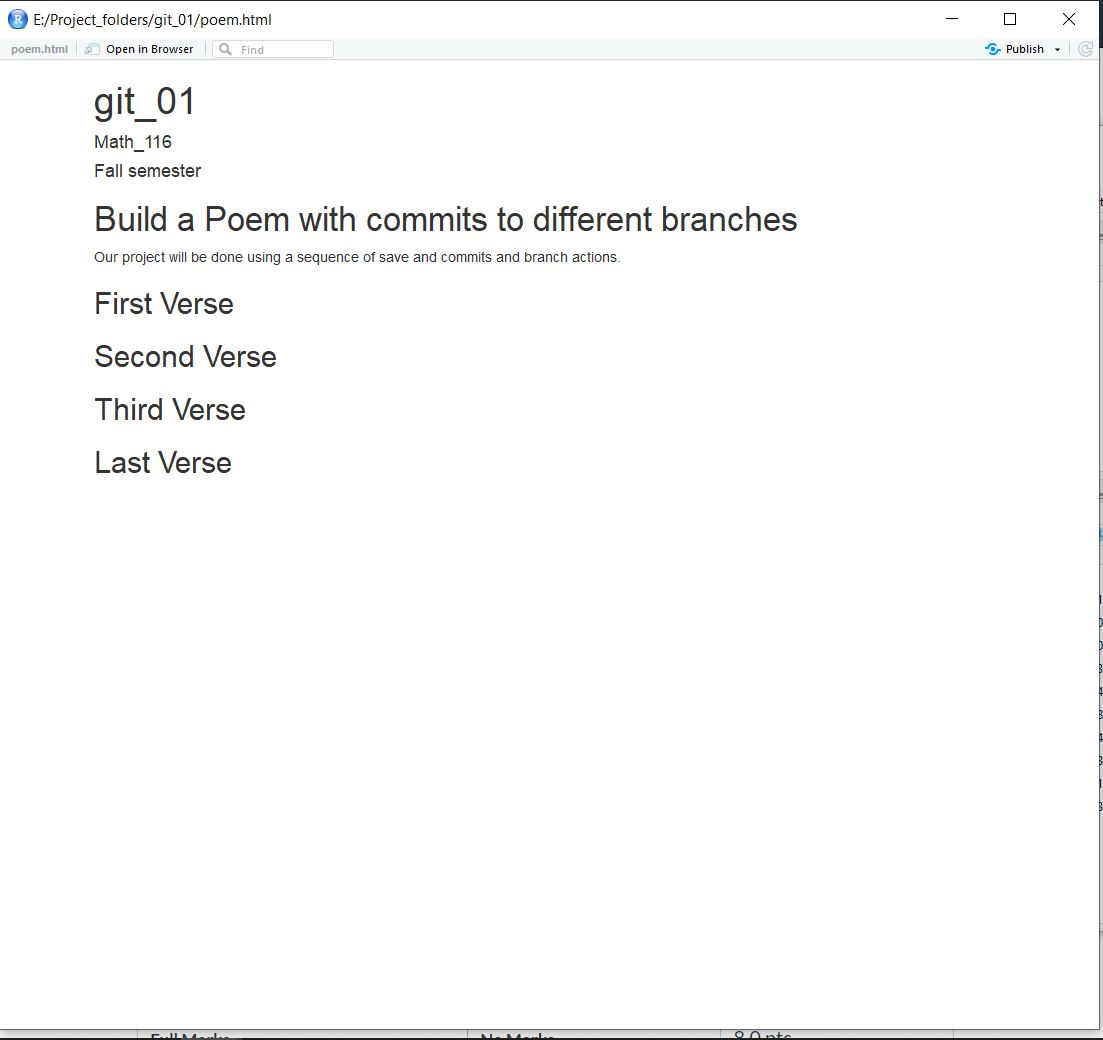 E:/Project_folders/git_01/poem.html
poem.html Open in Browser Find Publish
git_01
Math_116
Fall semester
Build a Poem with commits to different branches
Our project will be done using a sequence of save and commits and branch actions.
First Verse
Second Verse
Third Verse
Last Verse
Full Marks No Marks 8.0 pts